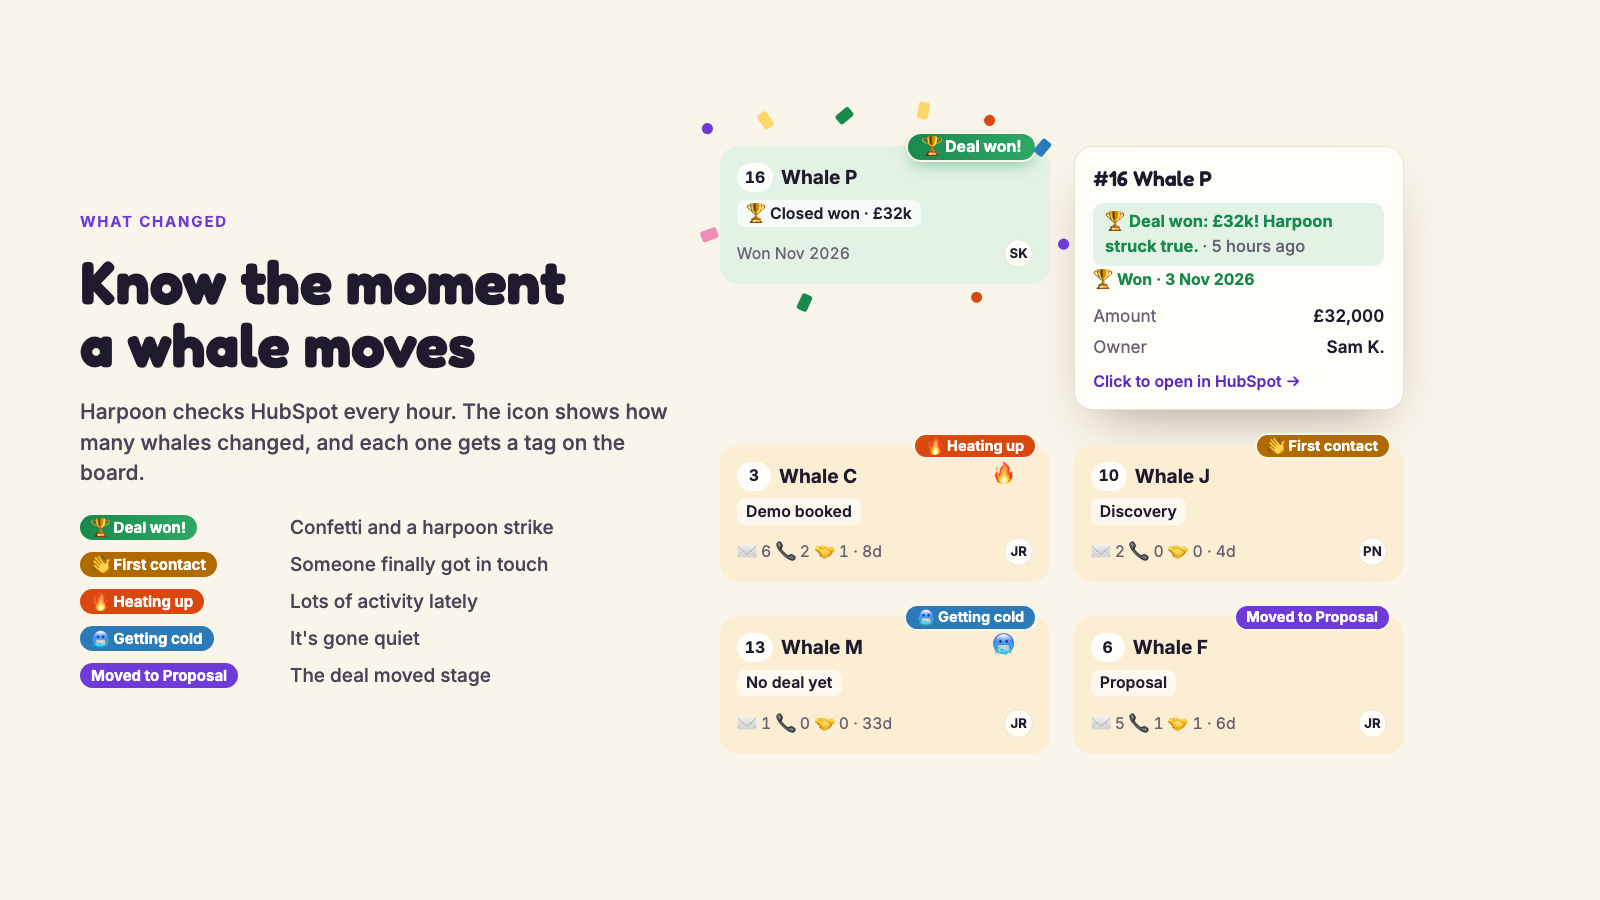 WHAT CHANGED
Know the moment
a whale moves
Harpoon checks HubSpot every hour. The icon shows how
many whales changed, and each one gets a tag on the
board.
🏆 Deal won! Confetti and a harpoon strike
👋 First contact Someone finally got in touch
🔥 Heating up Lots of activity lately
🥶 Getting cold It's gone quiet
Moved to Proposal The deal moved stage
🏆 Deal won!
16 Whale P
🏆 Closed won · £32k
Won Nov 2026 SK
#16 Whale P
🏆 Deal won: £32k! Harpoon
struck true. · 5 hours ago
🏆 Won · 3 Nov 2026
Amount £32,000
Owner Sam K.
Click to open in HubSpot →
🔥 Heating up
3 Whale C 🔥
Demo booked
✉️ 6 📞 2 🤝 1 · 8d JR
👋 First contact
10 Whale J
Discovery
✉️ 2 📞 0 🤝 0 · 4d PN
🥶 Getting cold
13 Whale M 🥶
No deal yet
✉️ 1 📞 0 🤝 0 · 33d JR
Moved to Proposal
6 Whale F
Proposal
✉️ 5 📞 1 🤝 1 · 6d JR